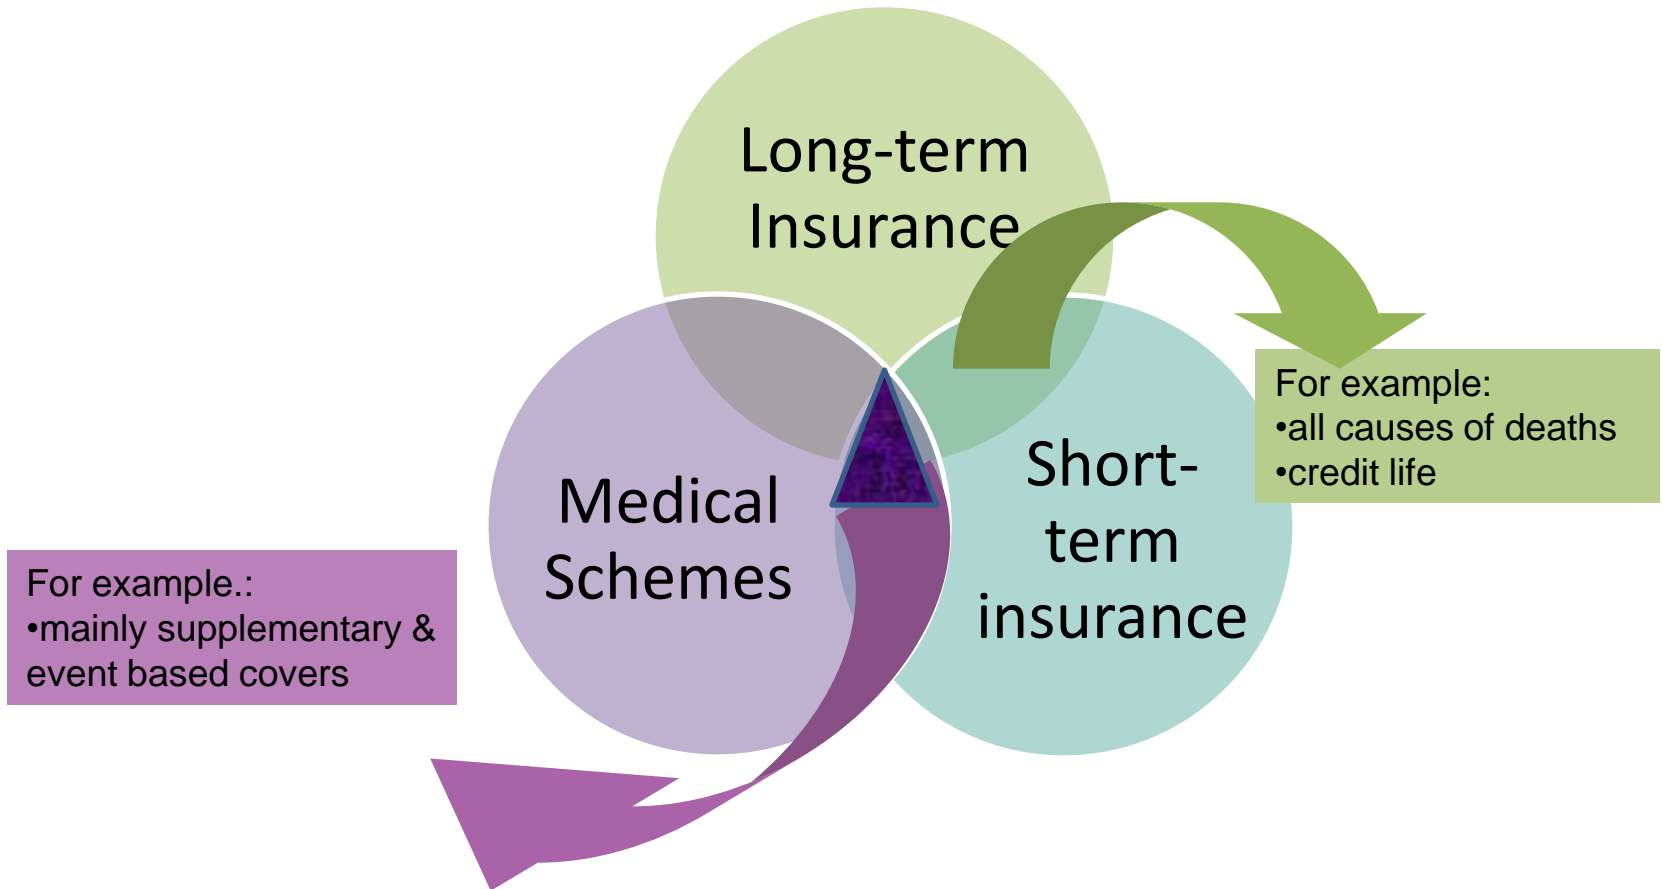 Long-term
Insurance
For example:
•all causes of deaths
•credit life
Short-
term
insurance
Medical
Schemes
For example.:
•mainly supplementary &
event based covers